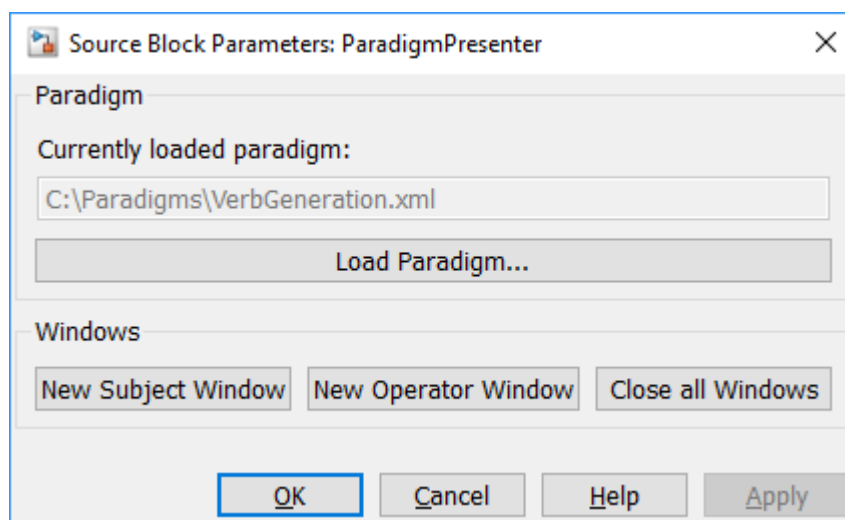 Source Block Parameters: ParadigmPresenter
Paradigm
Currently loaded paradigm:
C:\Paradigms\VerbGeneration.xml
Load Paradigm...
Windows
New Subject Window New Operator Window Close all Windows
OK Cancel Help Apply